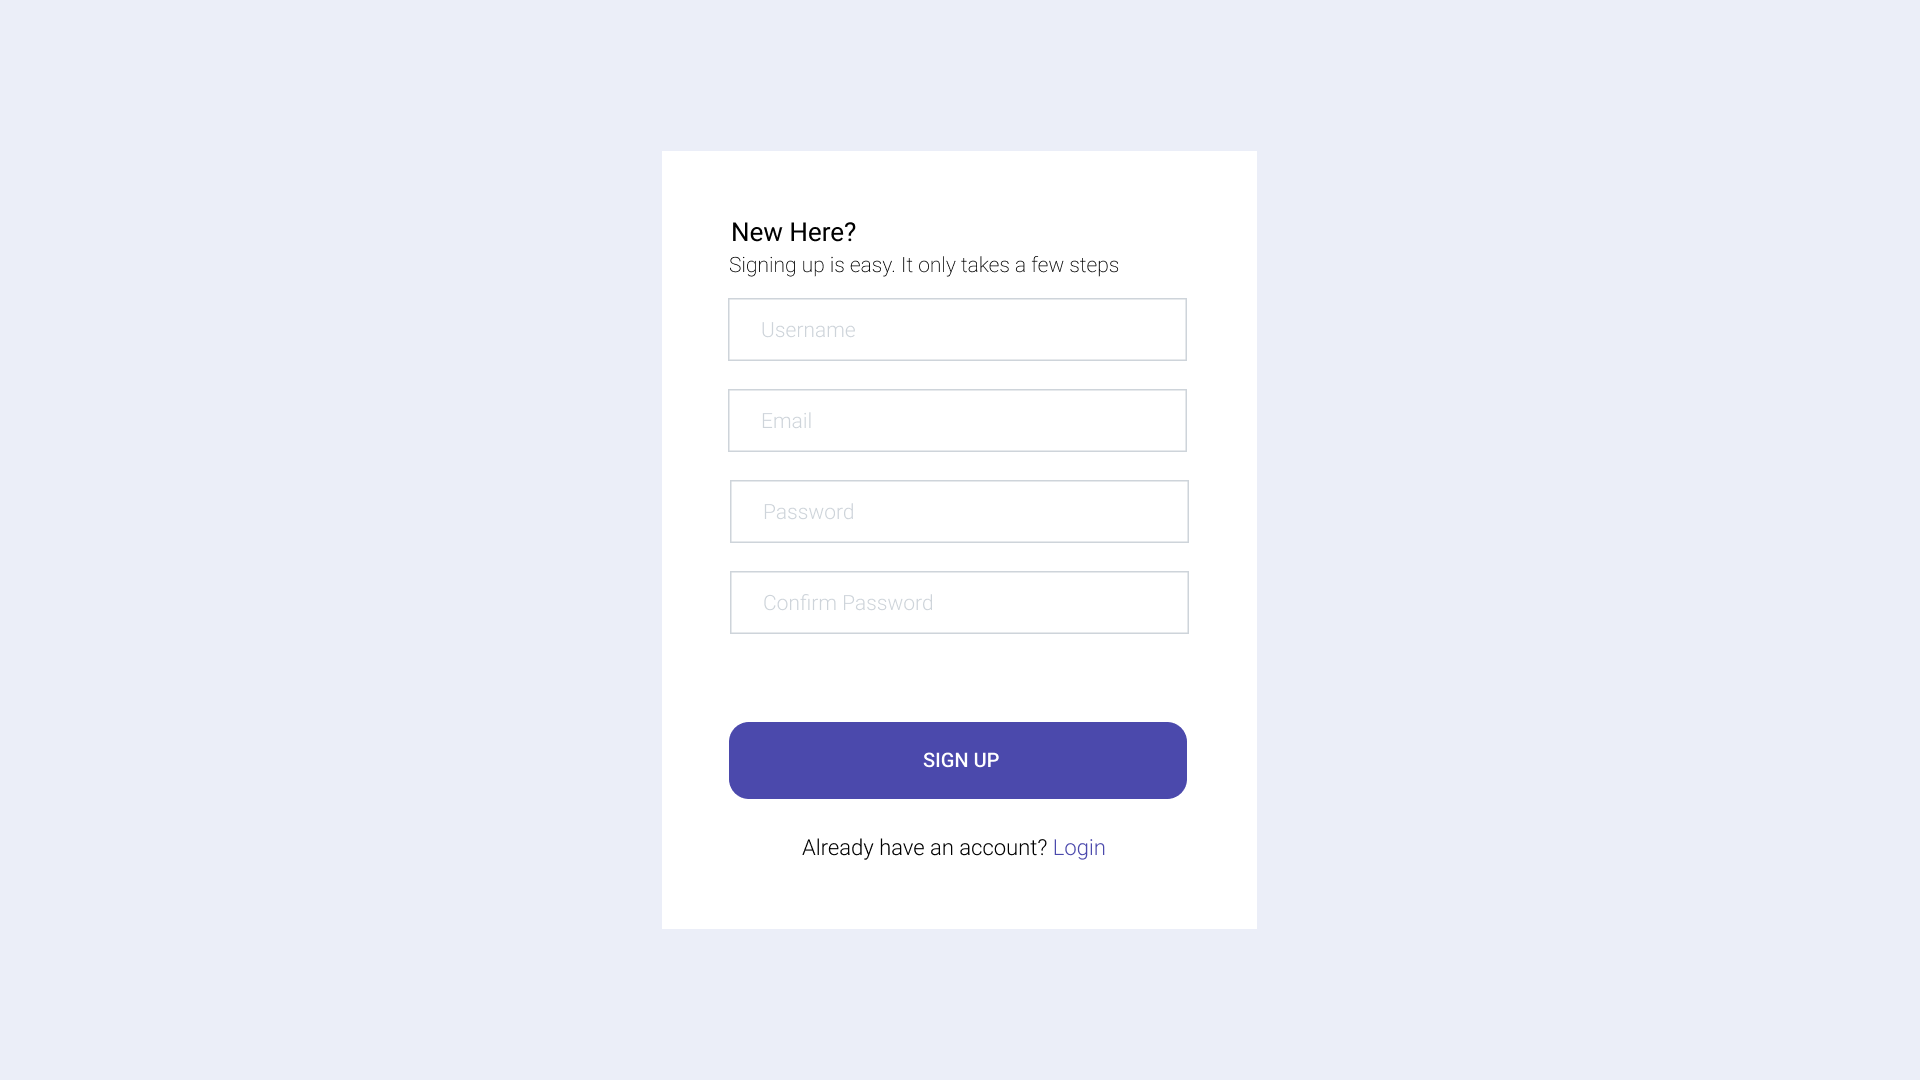 New Here?
Signing up is easy. It only takes a few steps
Username
Email
Password
Confirm Password
SIGN UP
Already have an account? Login